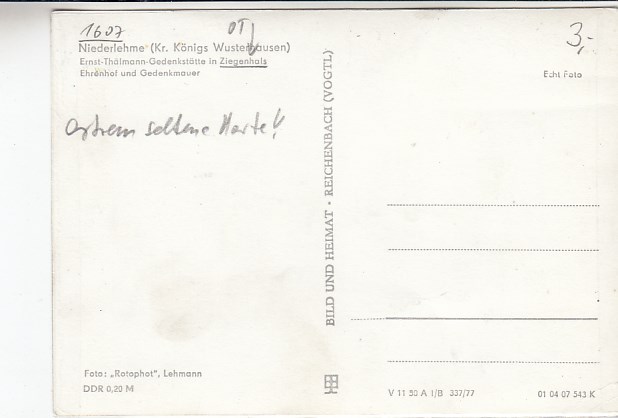 1607
OT
3,-
Niederlehme (Kr. Königs Wusterhausen)
Ernst-Thälmann-Gedenkstätte in Ziegenhals
Ehrenhof und Gedenkmauer
Echt Foto
extrem seltene Karte!
BILD UND HEIMAT · REICHENBACH (VOGTL)
Foto: „Rotophot", Lehmann
DDR 0,20 M
V 11 50 A 1/B 337/77
01 04 07 543 K